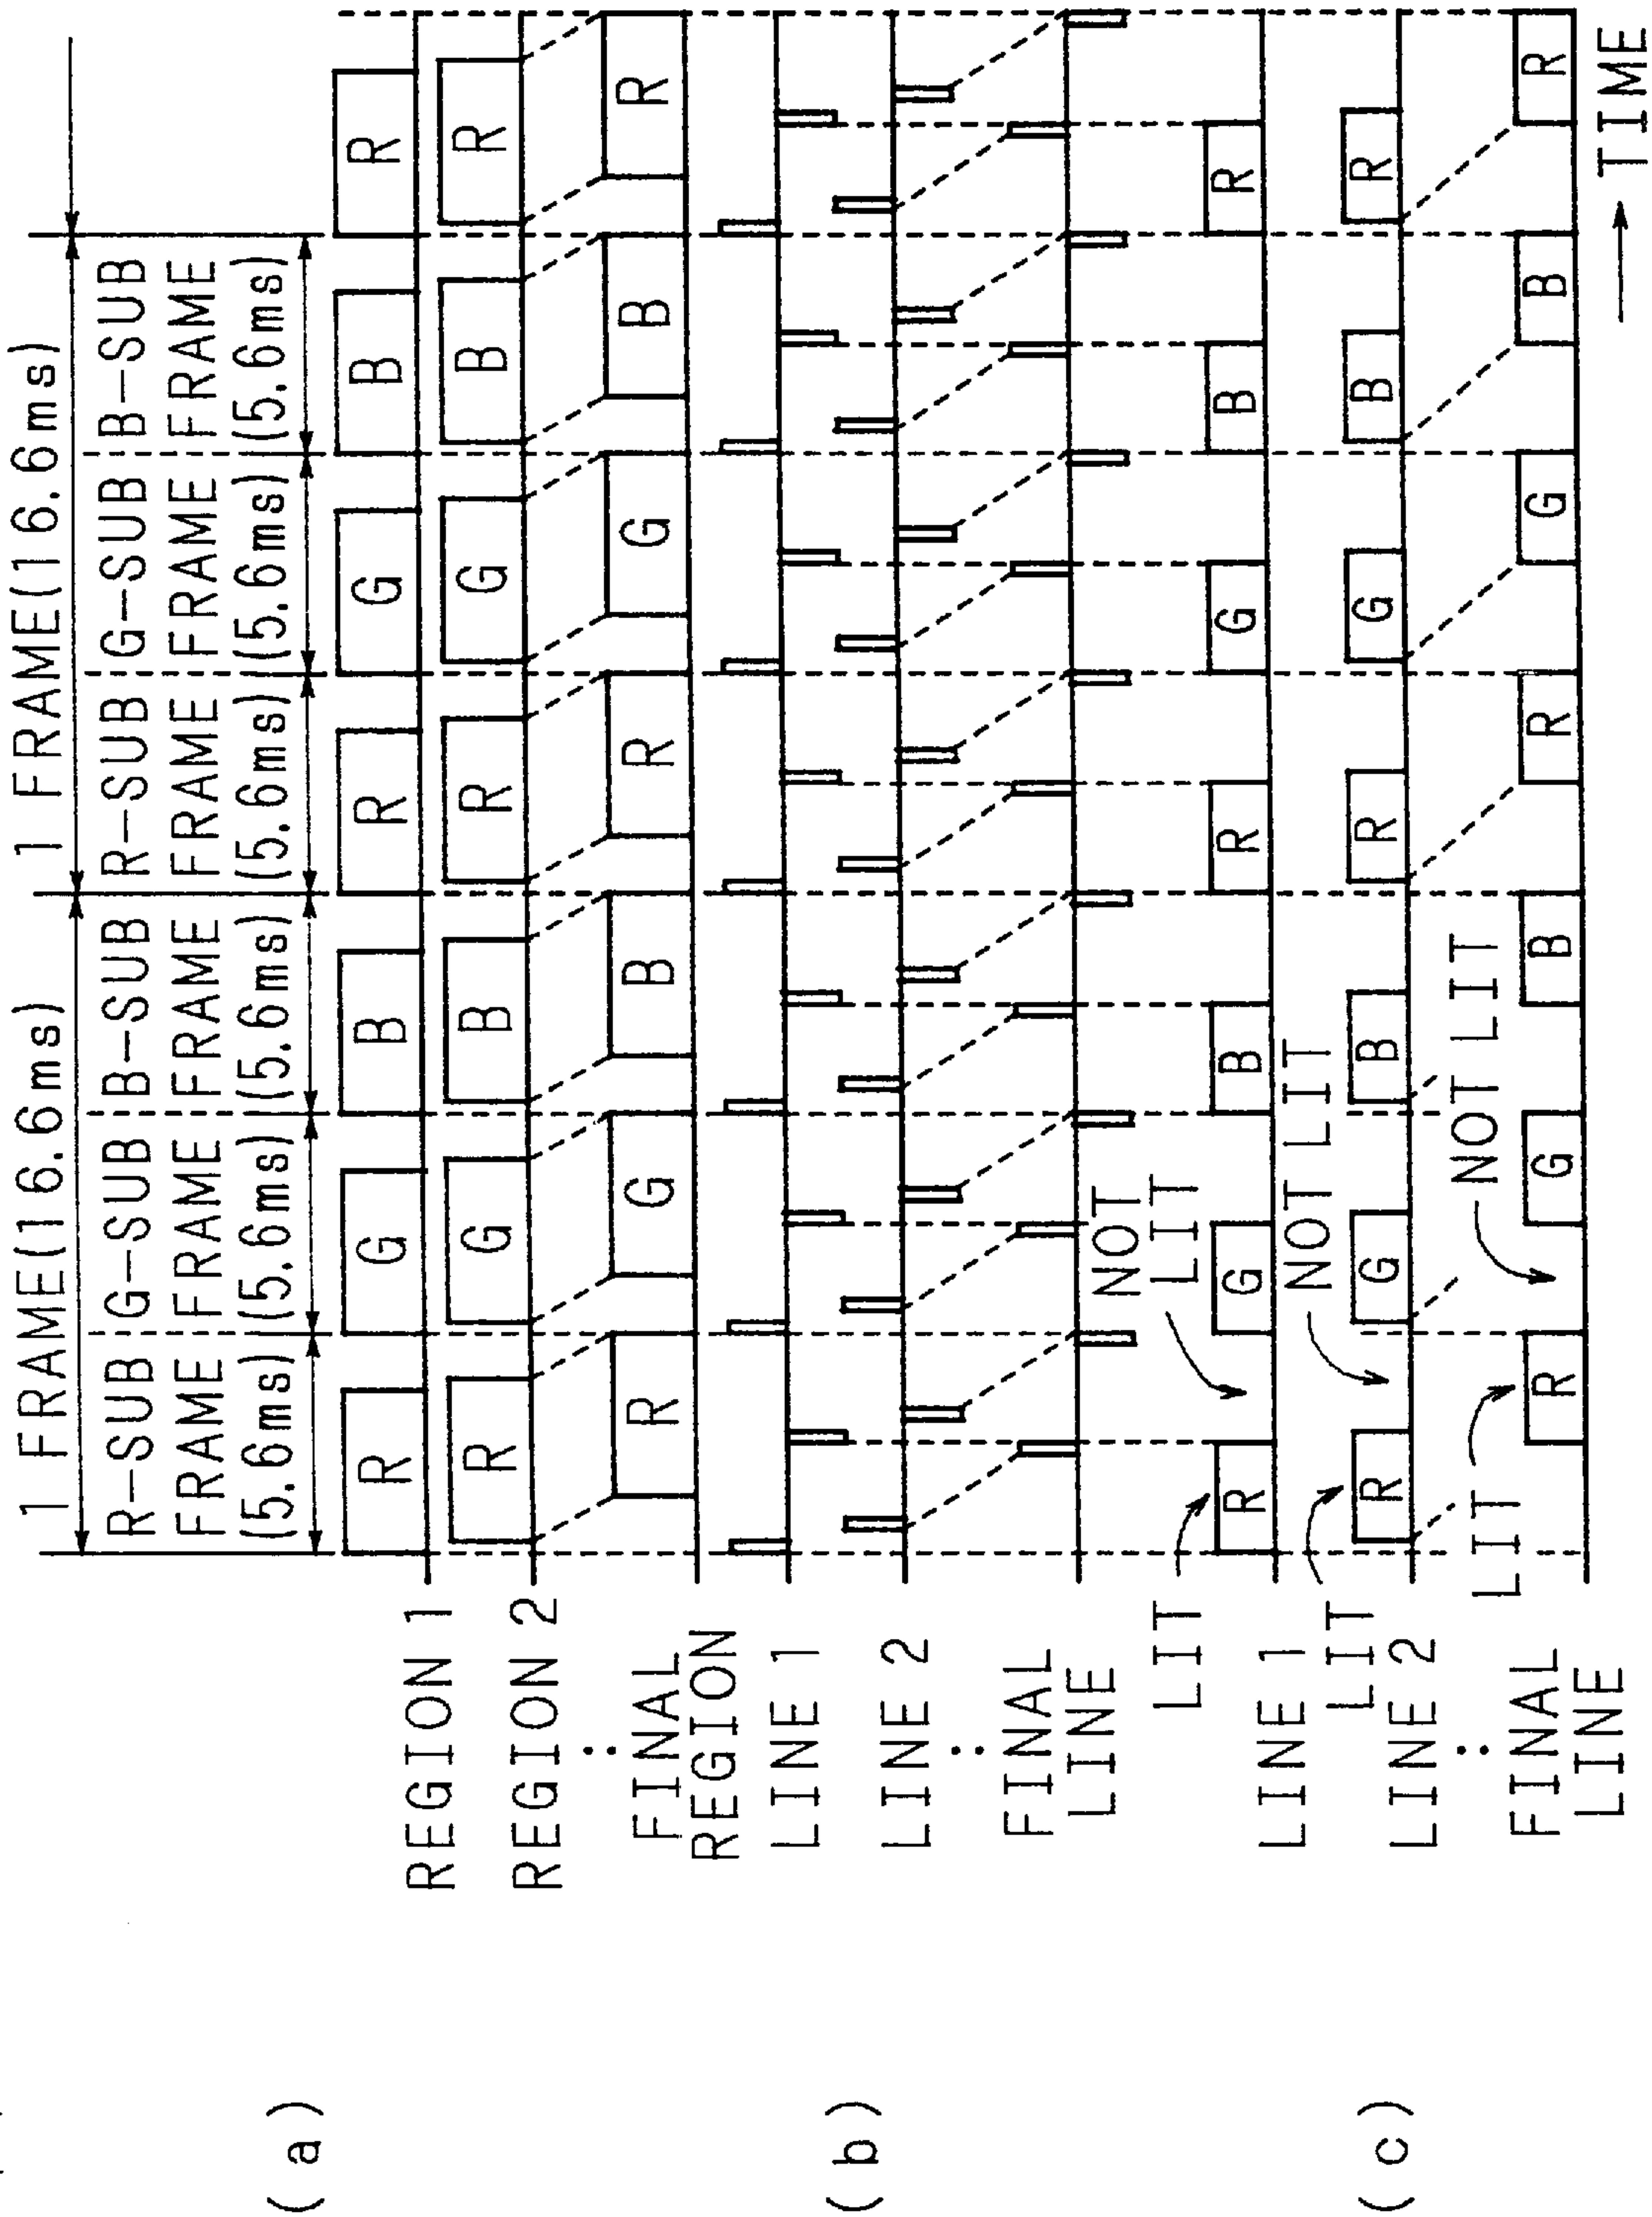 1 FRAME(16.6ms) 1 FRAME(16.6ms)
R-SUB G-SUB B-SUB R-SUB G-SUB B-SUB
FRAME FRAME FRAME FRAME FRAME FRAME
(5.6ms) (5.6ms) (5.6ms) (5.6ms) (5.6ms) (5.6ms)
(a)
R G B R G B R
REGION 1
R G B R G B R
REGION 2
R G B R G B R
FINAL
REGION
(b)
LINE 1
LINE 2
FINAL
LINE
(c)
LIT
NOT
LIT
R G B R G B R
LINE 1
LIT
NOT LIT
R G B R G B R
LINE 2
LIT
NOT LIT
R G B R G B R
FINAL
LINE
TIME